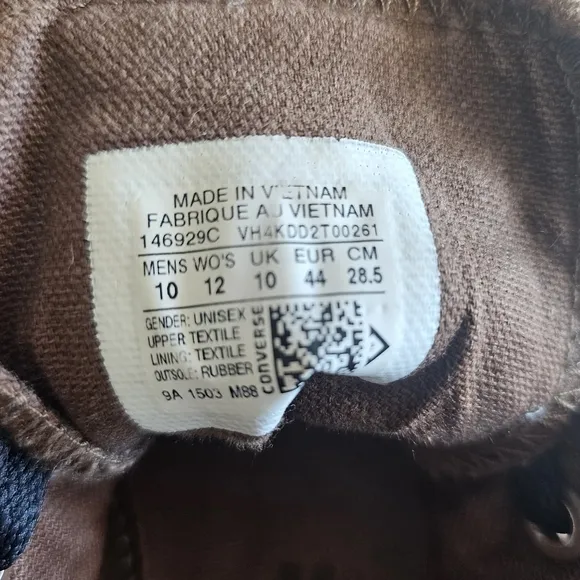 MADE IN VIETNAM
FABRIQUE AU VIETNAM
146929C VH4KDD2T00261
MENS WO'S UK EUR CM
10 12 10 44 28.5
GENDER: UNISEX
UPPER TEXTILE
LINING: TEXTILE
OUTSOLE: RUBBER
9A 1503 M88
CONVERSE